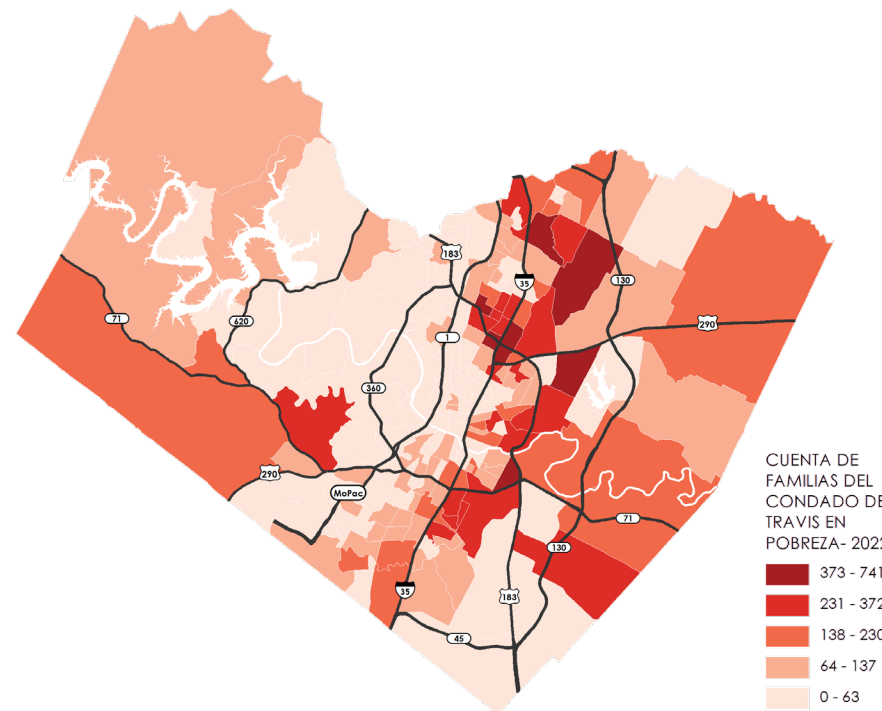 183
35
130
71
620
1
290
360
290
MoPac
71
130
35
183
45
CUENTA DE
FAMILIAS DEL
CONDADO DE
TRAVIS EN
POBREZA- 2022
373 - 741
231 - 372
138 - 230
64 - 137
0 - 63